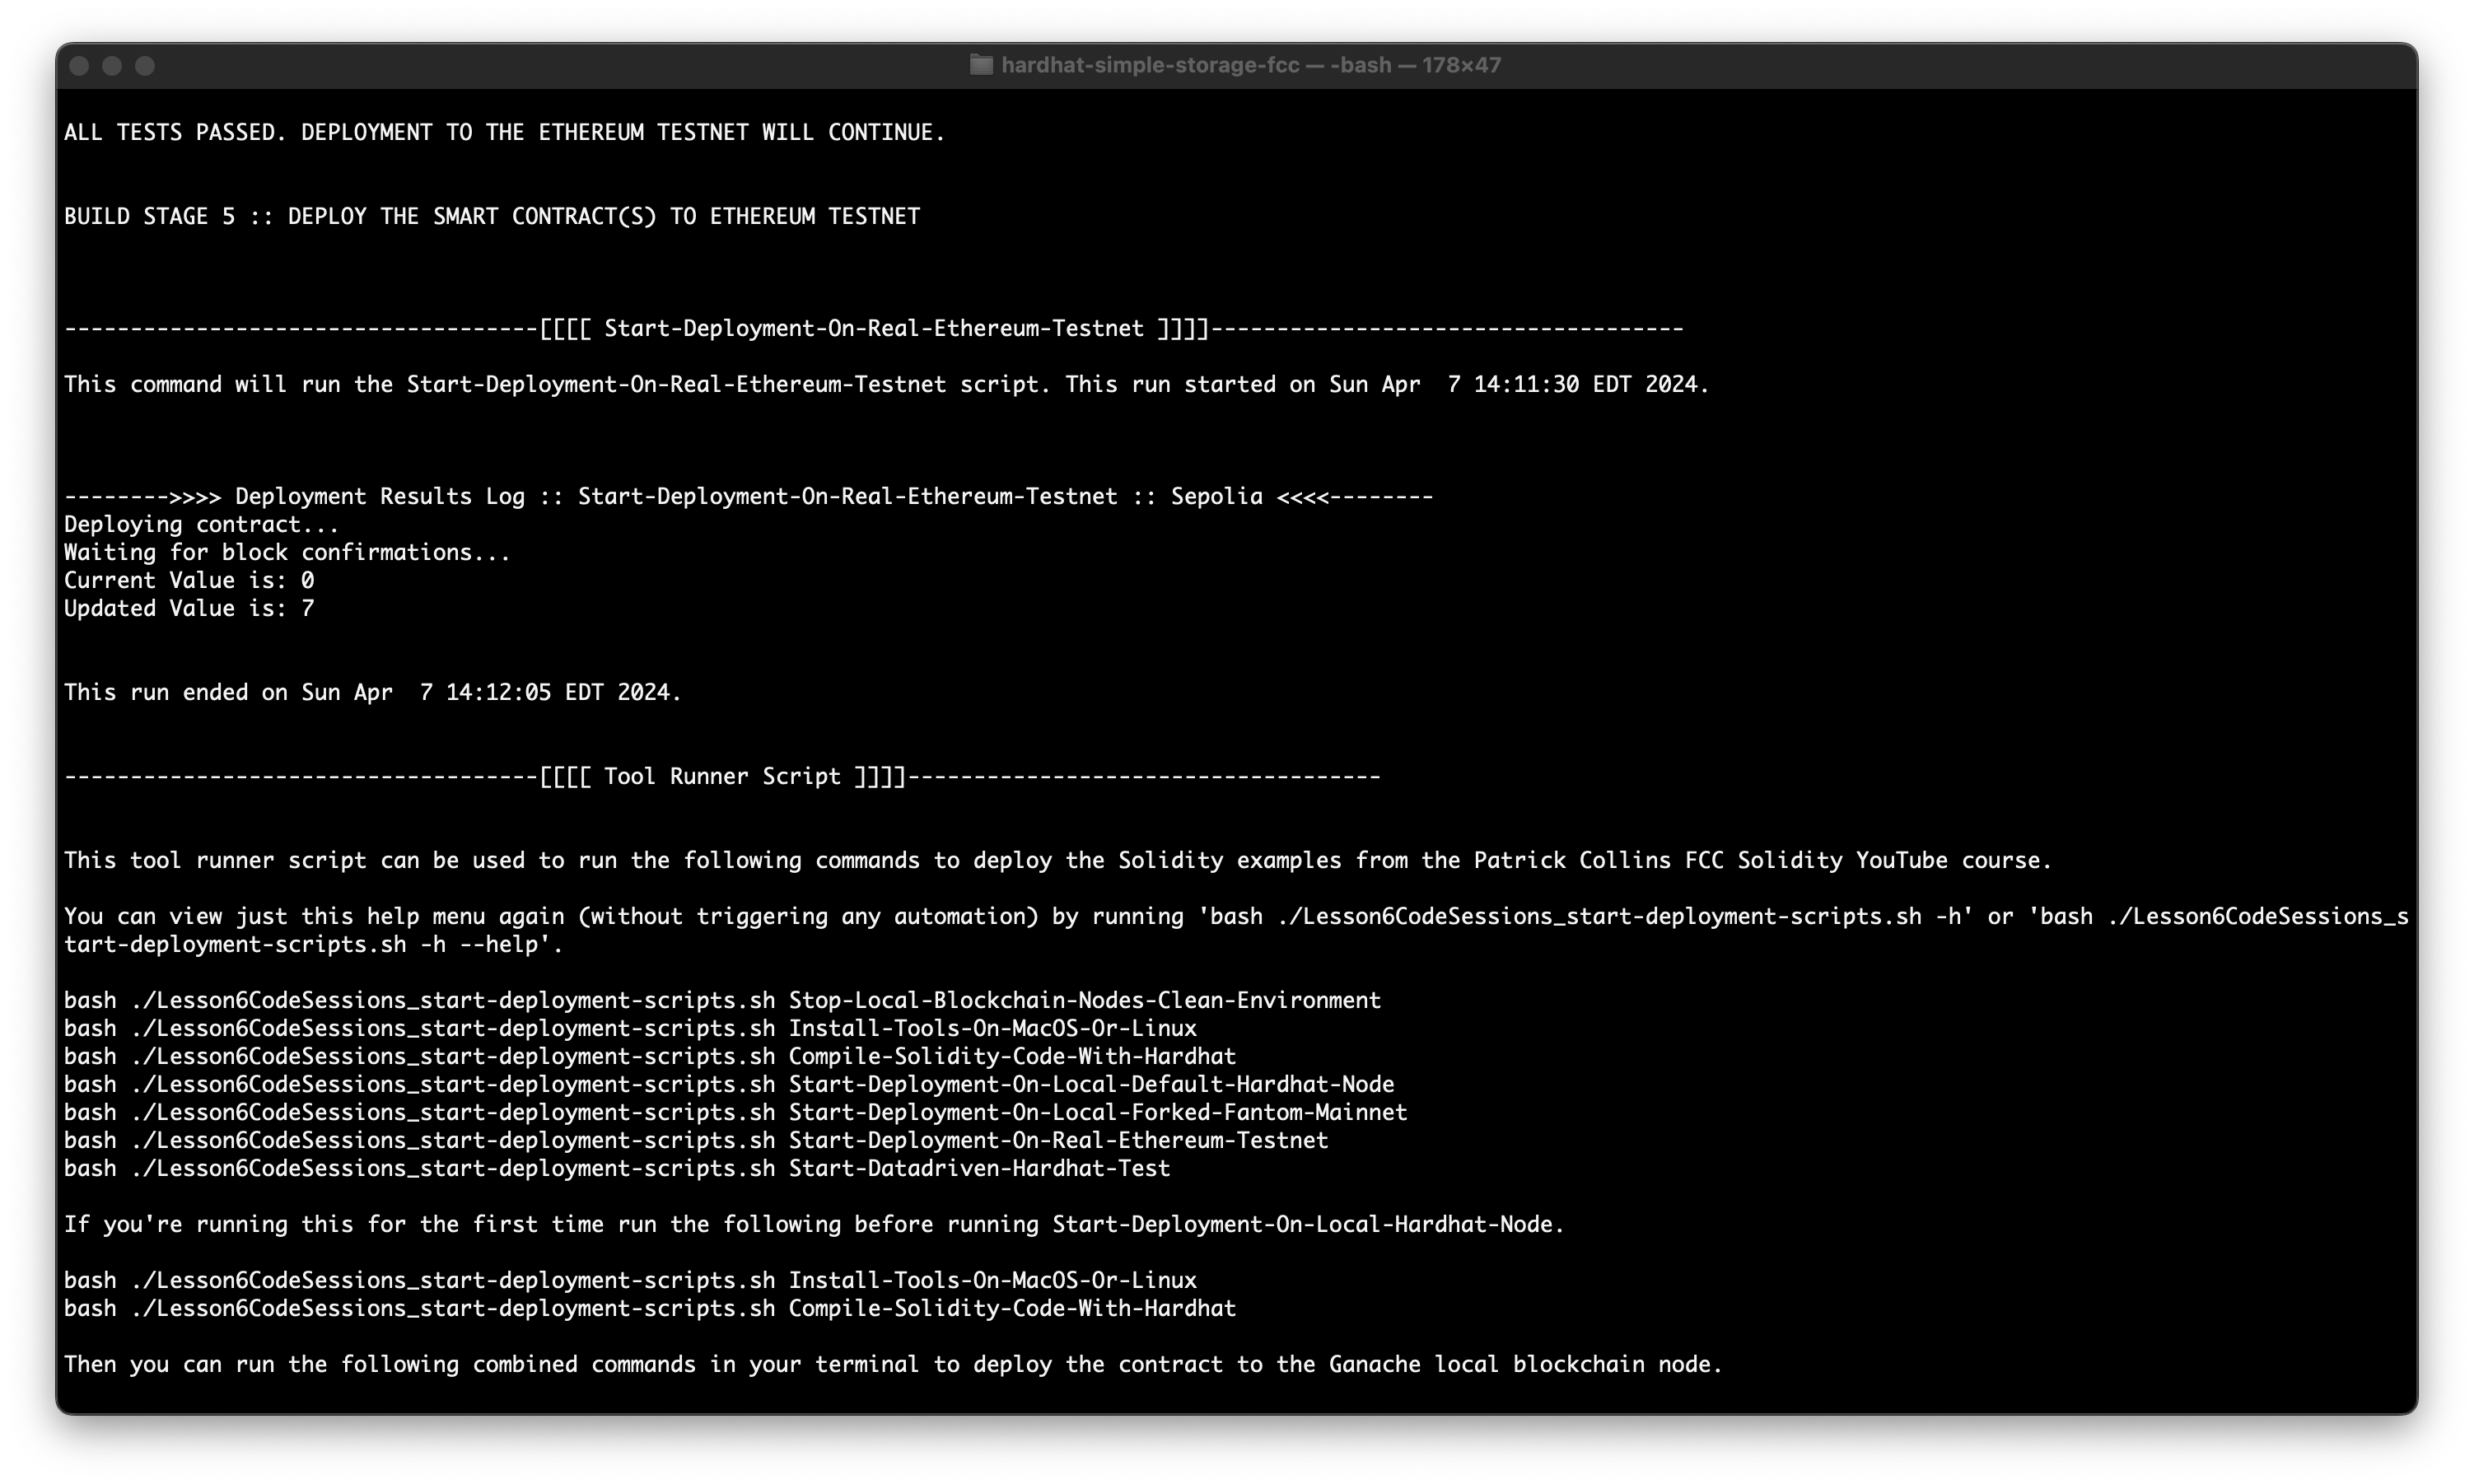 hardhat-simple-storage-fcc — -bash — 178×47
ALL TESTS PASSED. DEPLOYMENT TO THE ETHEREUM TESTNET WILL CONTINUE.
BUILD STAGE 5 :: DEPLOY THE SMART CONTRACT(S) TO ETHEREUM TESTNET
------------------------------------[[[[ Start-Deployment-On-Real-Ethereum-Testnet ]]]]------------------------------------
This command will run the Start-Deployment-On-Real-Ethereum-Testnet script. This run started on Sun Apr  7 14:11:30 EDT 2024.
-------->>>> Deployment Results Log :: Start-Deployment-On-Real-Ethereum-Testnet :: Sepolia <<<<--------
Deploying contract...
Waiting for block confirmations...
Current Value is: 0
Updated Value is: 7
This run ended on Sun Apr  7 14:12:05 EDT 2024.
------------------------------------[[[[ Tool Runner Script ]]]]------------------------------------
This tool runner script can be used to run the following commands to deploy the Solidity examples from the Patrick Collins FCC Solidity YouTube course.
You can view just this help menu again (without triggering any automation) by running 'bash ./Lesson6CodeSessions_start-deployment-scripts.sh -h' or 'bash ./Lesson6CodeSessions_s
tart-deployment-scripts.sh -h --help'.
bash ./Lesson6CodeSessions_start-deployment-scripts.sh Stop-Local-Blockchain-Nodes-Clean-Environment
bash ./Lesson6CodeSessions_start-deployment-scripts.sh Install-Tools-On-MacOS-Or-Linux
bash ./Lesson6CodeSessions_start-deployment-scripts.sh Compile-Solidity-Code-With-Hardhat
bash ./Lesson6CodeSessions_start-deployment-scripts.sh Start-Deployment-On-Local-Default-Hardhat-Node
bash ./Lesson6CodeSessions_start-deployment-scripts.sh Start-Deployment-On-Local-Forked-Fantom-Mainnet
bash ./Lesson6CodeSessions_start-deployment-scripts.sh Start-Deployment-On-Real-Ethereum-Testnet
bash ./Lesson6CodeSessions_start-deployment-scripts.sh Start-Datadriven-Hardhat-Test
If you're running this for the first time run the following before running Start-Deployment-On-Local-Hardhat-Node.
bash ./Lesson6CodeSessions_start-deployment-scripts.sh Install-Tools-On-MacOS-Or-Linux
bash ./Lesson6CodeSessions_start-deployment-scripts.sh Compile-Solidity-Code-With-Hardhat
Then you can run the following combined commands in your terminal to deploy the contract to the Ganache local blockchain node.